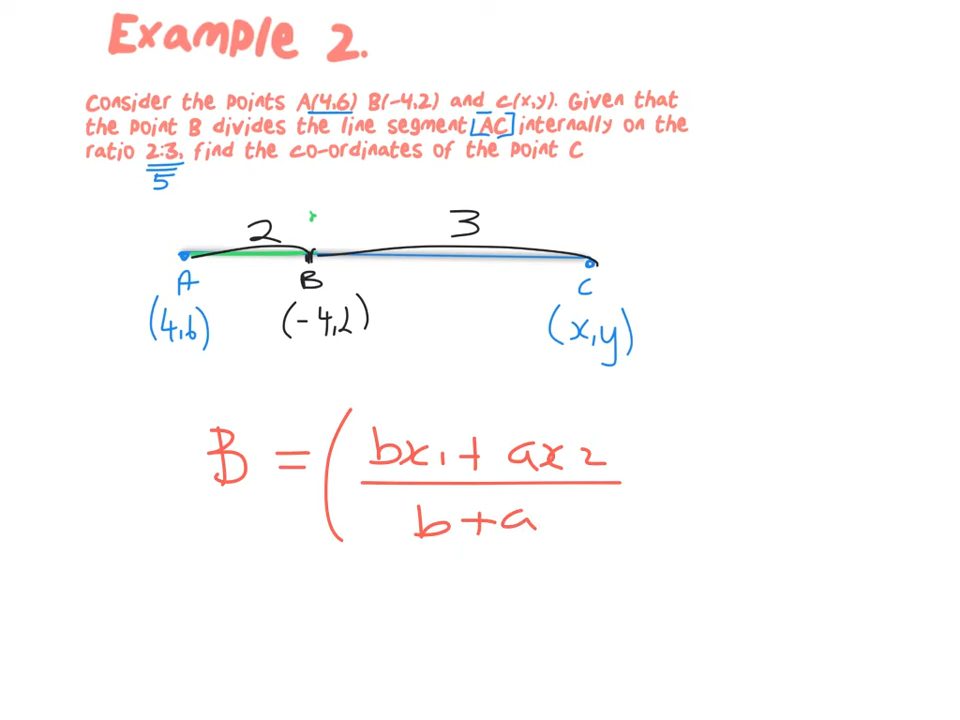 Example 2.
Consider the points A(4,6) B(-4,2) and C(x,y). Given that
the point B divides the line segment [AC] internally on the
ratio 2:3, find the co-ordinates of the point C
5
2 3
A B C
(4,6) (-4,2) (x,y)
B = ( bx1 + ax2
b+a